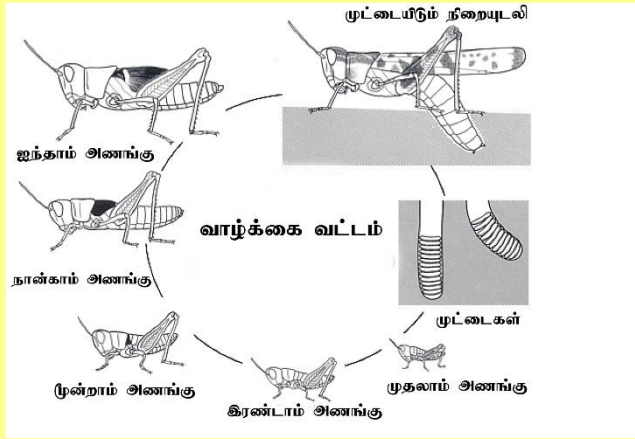 முட்டையிடும் நிறையுடலி
ஐந்தாம் அணங்கு
வாழ்க்கை வட்டம்
நான்காம் அணங்கு
முட்டைகள்
மூன்றாம் அணங்கு
முதலாம் அணங்கு
இரண்டாம் அணங்கு